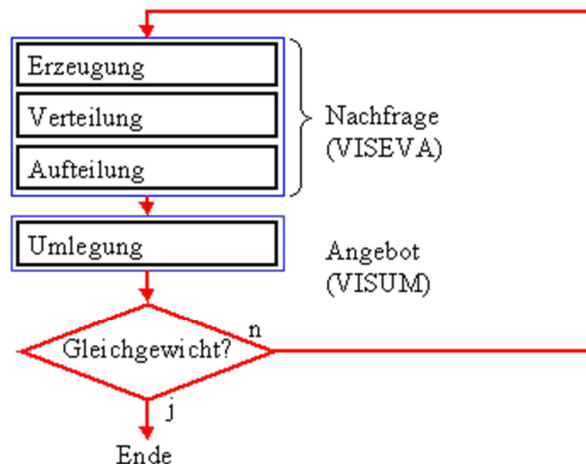 Erzeugung
Verteilung
Aufteilung
Nachfrage
(VISEVA)
Umlegung
Angebot
(VISUM)
Gleichgewicht?
n
j
Ende